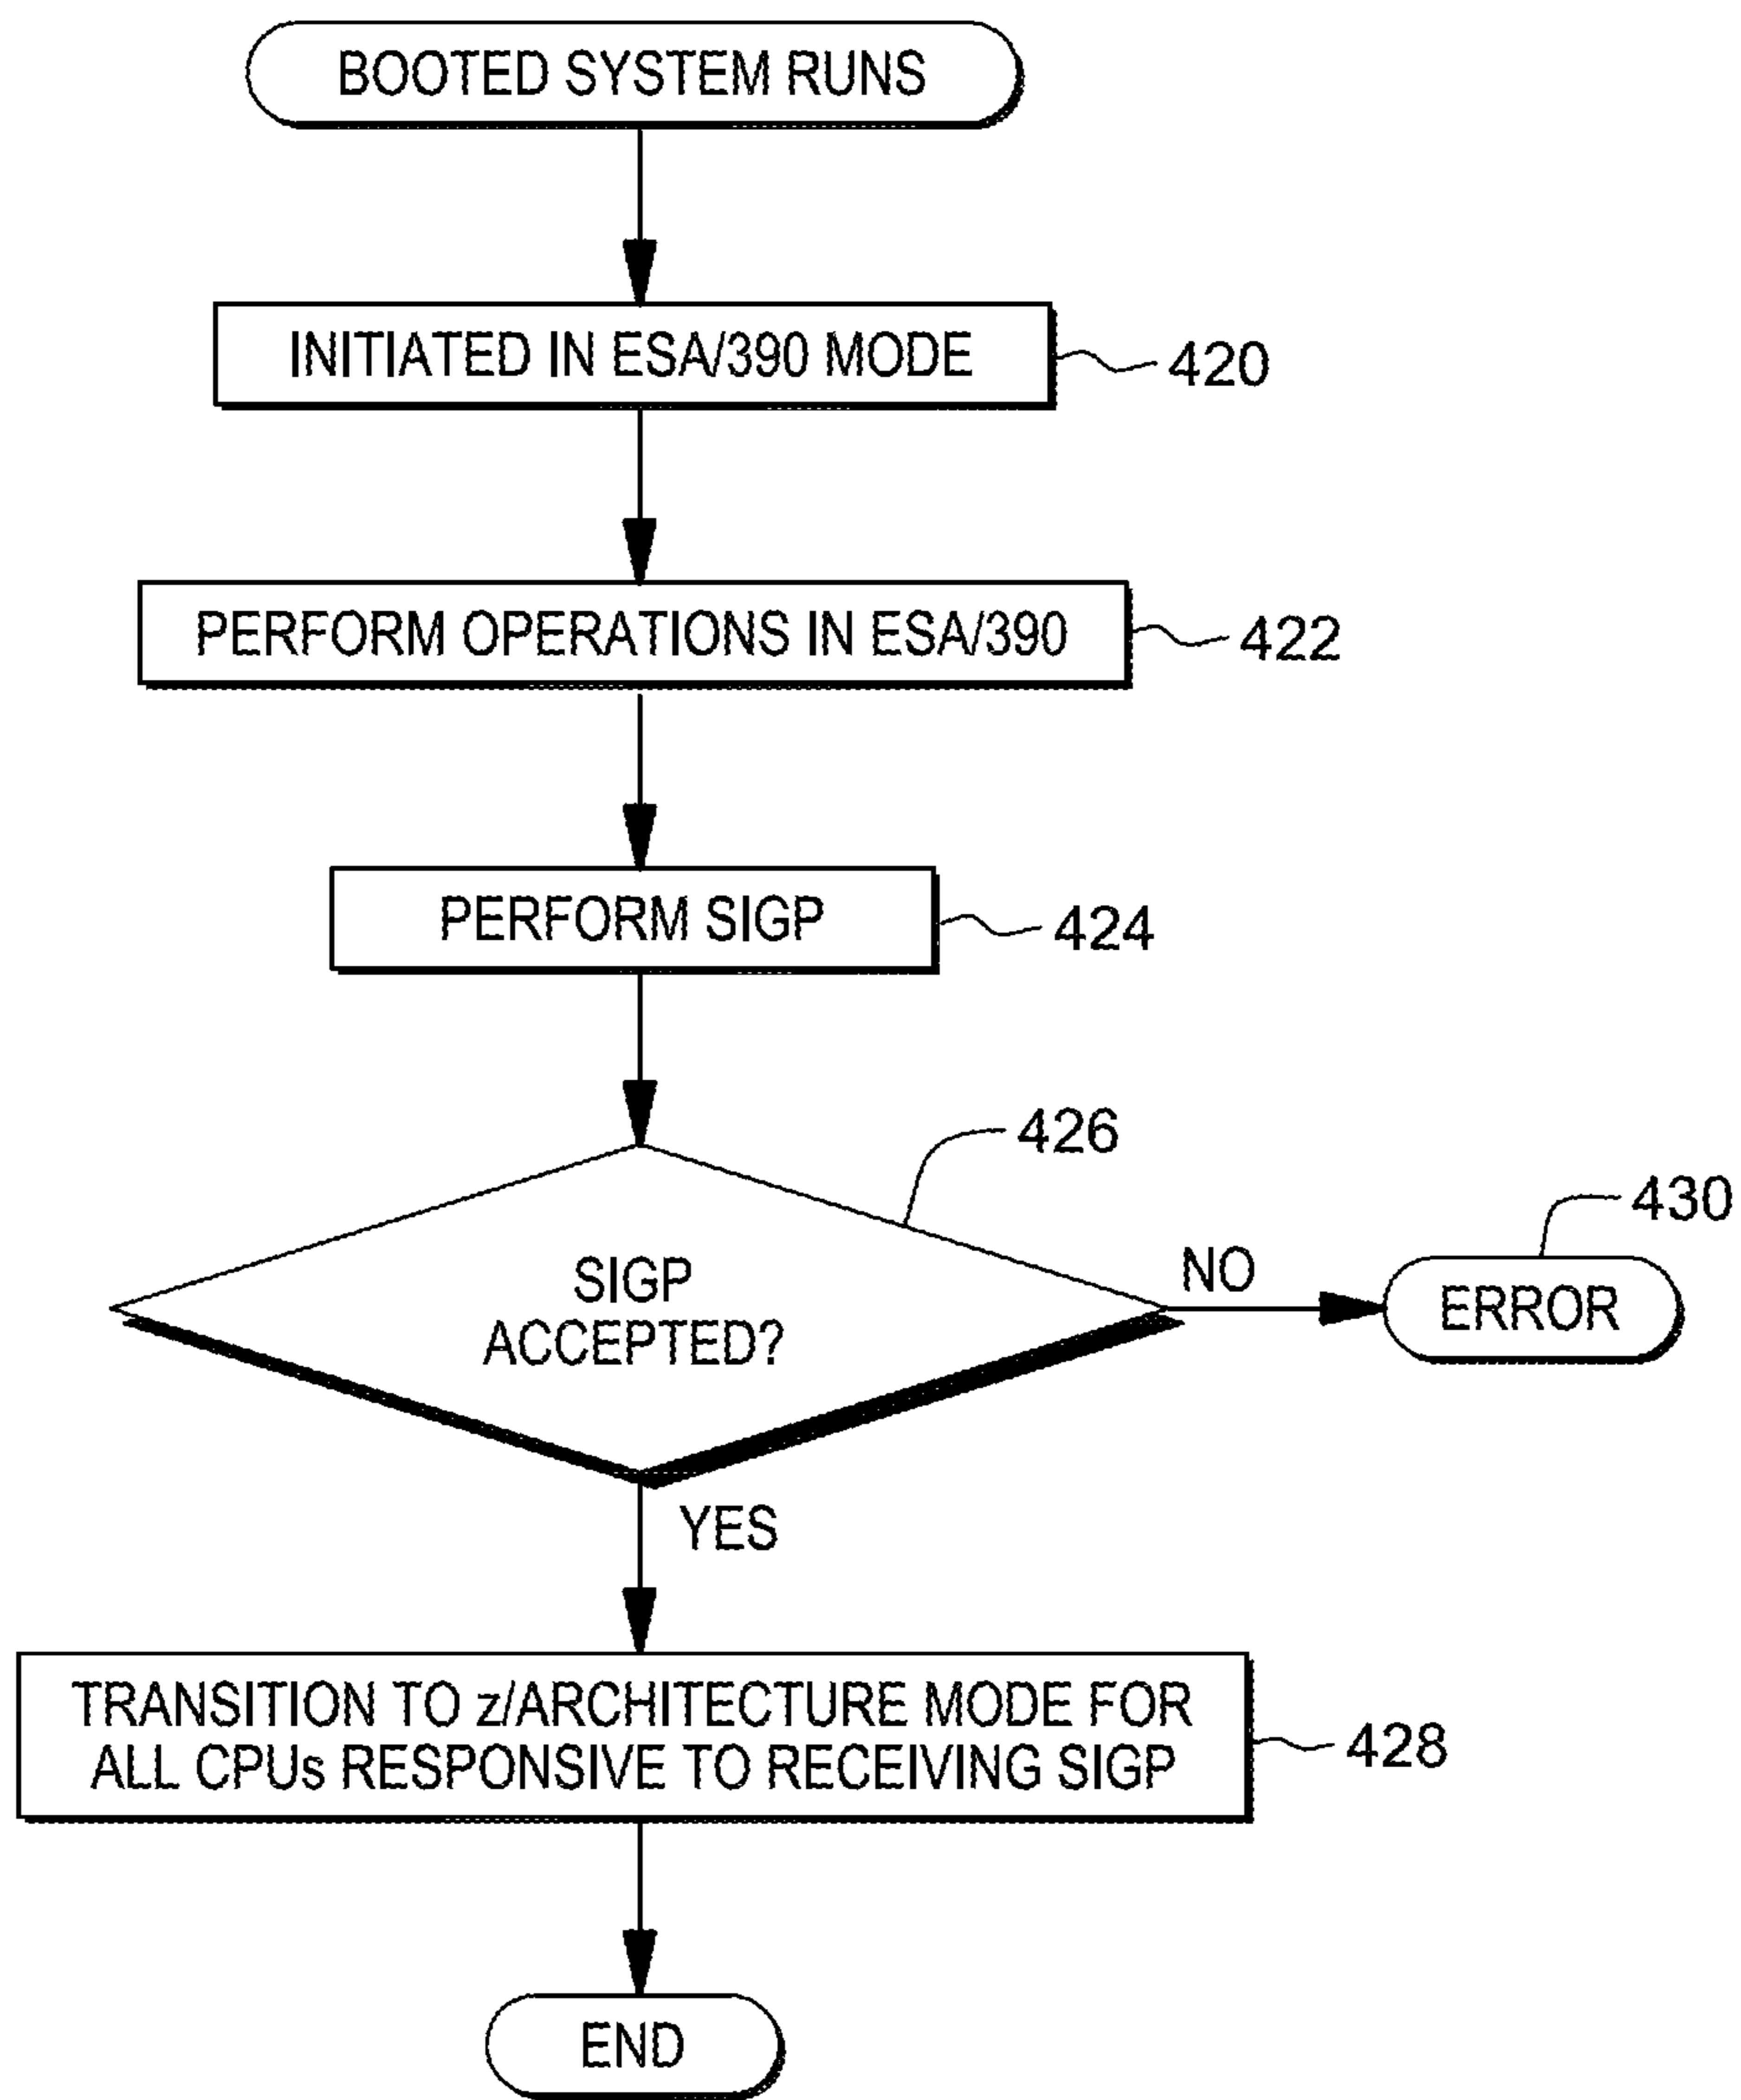 BOOTED SYSTEM RUNS
INITIATED IN ESA/390 MODE
420
PERFORM OPERATIONS IN ESA/390
422
PERFORM SIGP
424
426
430
SIGP
ACCEPTED?
NO
ERROR
YES
TRANSITION TO z/ARCHITECTURE MODE FOR
ALL CPUs RESPONSIVE TO RECEIVING SIGP
428
END